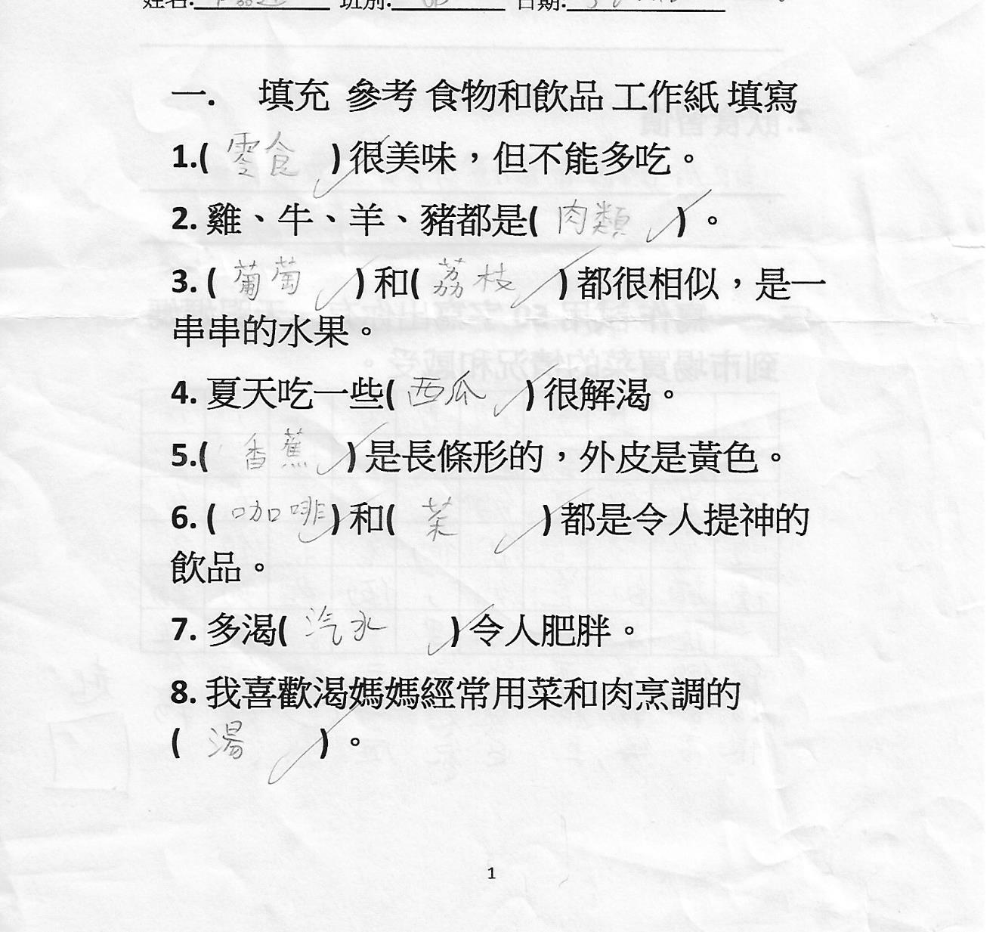 姓名: 班別: 日期:
一. 填充 參考 食物和飲品 工作紙 填寫
1.( 零食 ) 很美味，但不能多吃。
2. 雞、牛、羊、豬都是( 肉類 )。
3. ( 葡萄 ) 和( 荔枝 ) 都很相似，是一
串串的水果。
4. 夏天吃一些( 西瓜 ) 很解渴。
5.( 香蕉 ) 是長條形的，外皮是黃色。
6. ( 咖啡 ) 和( 茶 ) 都是令人提神的
飲品。
7. 多渴( 汽水 ) 令人肥胖。
8. 我喜歡渴媽媽經常用菜和肉烹調的
( 湯 )。
1